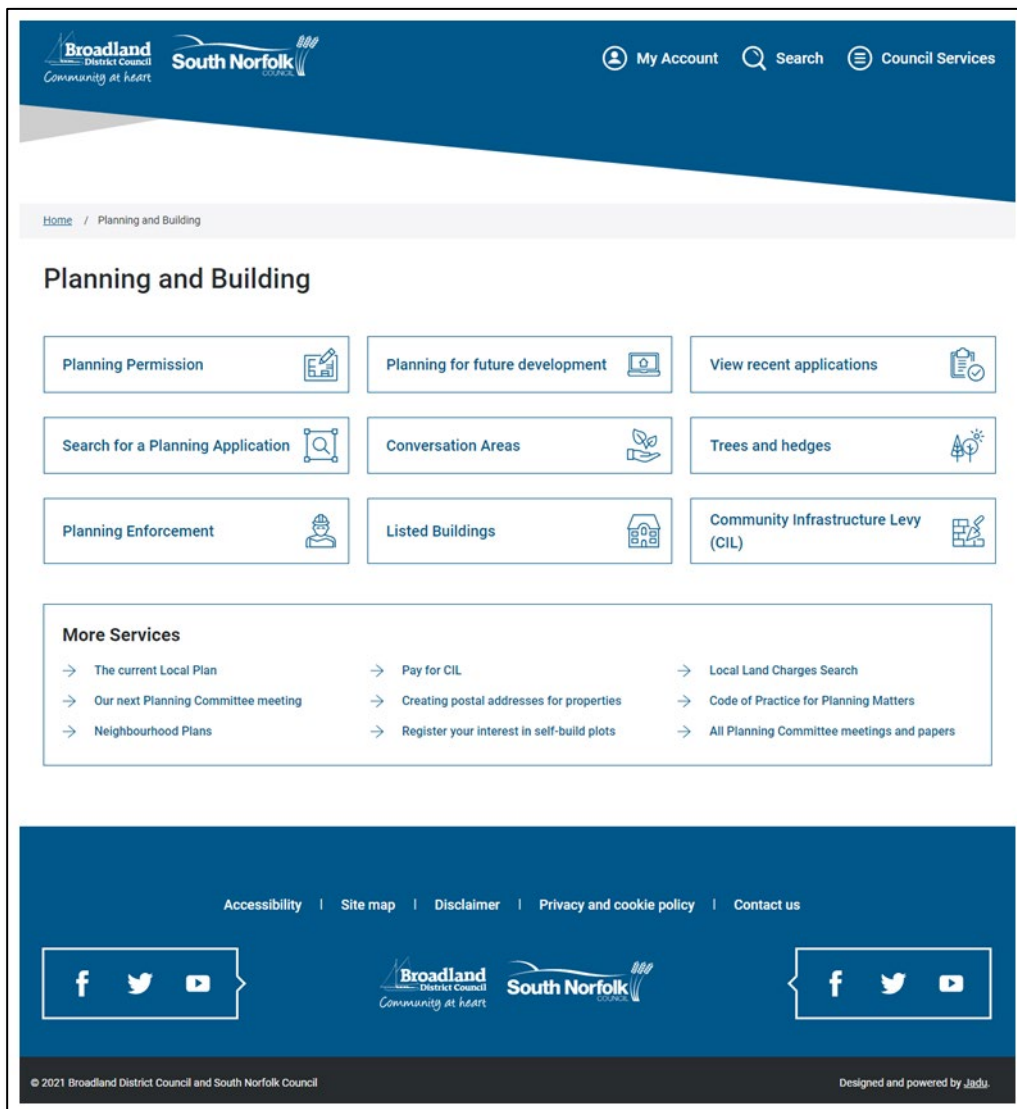 Broadland
District Council
Community at heart
South Norfolk
COUNCIL
My Account
Search
Council Services
Home / Planning and Building
Planning and Building
Planning Permission
Planning for future development
View recent applications
Search for a Planning Application
Conversation Areas
Trees and hedges
Planning Enforcement
Listed Buildings
Community Infrastructure Levy
(CIL)
More Services
→ The current Local Plan
→ Pay for CIL
→ Local Land Charges Search
→ Our next Planning Committee meeting
→ Creating postal addresses for properties
→ Code of Practice for Planning Matters
→ Neighbourhood Plans
→ Register your interest in self-build plots
→ All Planning Committee meetings and papers
Accessibility | Site map | Disclaimer | Privacy and cookie policy | Contact us
Broadland
District Council
Community at heart
South Norfolk
COUNCIL
© 2021 Broadland District Council and South Norfolk Council
Designed and powered by Jadu.